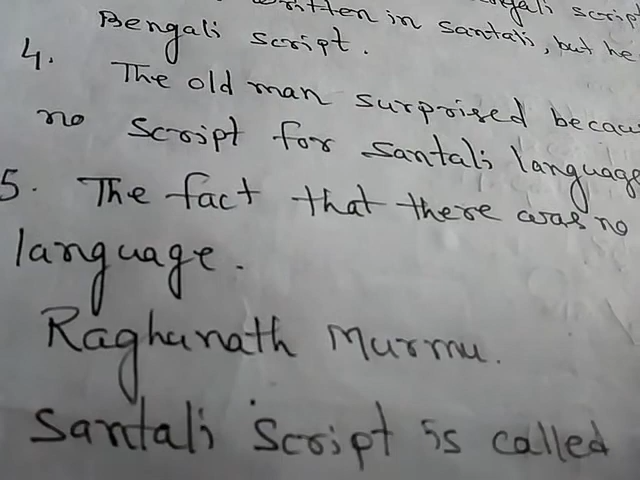 written in santali, but he
Bengali script.
4. The old man surprised becau
no script for santali language
5. The fact that there was no
language.
Raghunath Murmu.
Santali Script is called